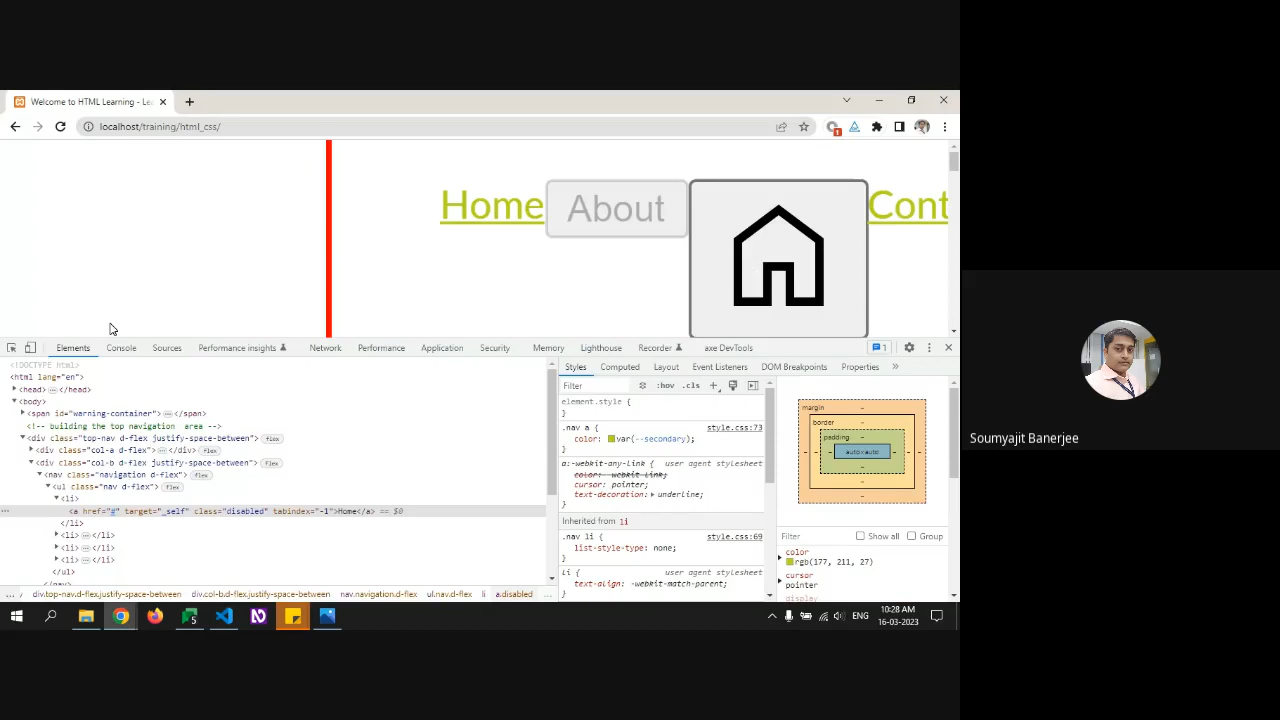 Welcome to HTML Learning - Le
localhost/training/html_css/
Home
About
Cont
Elements Console Sources Performance insights Network Performance Application Security Memory Lighthouse Recorder axe DevTools 1
<!DOCTYPE html>
<html lang="en">
<head> … </head>
<body>
<span id="warning-container"> … </span>
<!-- building the top navigation  area -->
<div class="top-nav d-flex justify-space-between"> flex
<div class="col-a d-flex"> … </div> flex
<div class="col-b d-flex justify-space-between"> flex
<nav class="navigation d-flex"> flex
<ul class="nav d-flex"> flex
<li>
… <a href="#" target="_self" class="disabled" tabindex="-1">Home</a> == $0
</li>
<li> … </li>
<li> … </li>
<li> … </li>
</ul>
</nav>
… div.top-nav.d-flex.justify-space-between div.col-b.d-flex.justify-space-between nav.navigation.d-flex ul.nav.d-flex li a.disabled …
Styles Computed Layout Event Listeners DOM Breakpoints Properties »
Filter :hov .cls +
element.style {
}
.nav a { style.css:73
color: var(--secondary);
}
a:-webkit-any-link { user agent stylesheet
color: -webkit-link;
cursor: pointer;
text-decoration: underline;
}
Inherited from li
.nav li { style.css:69
list-style-type: none;
}
li { user agent stylesheet
text-align: -webkit-match-parent;
}
margin -
border -
padding -
auto×auto
Filter Show all Group
color
rgb(177, 211, 27)
cursor
pointer
display
5
ENG
10:28 AM
16-03-2023
Soumyajit Banerjee